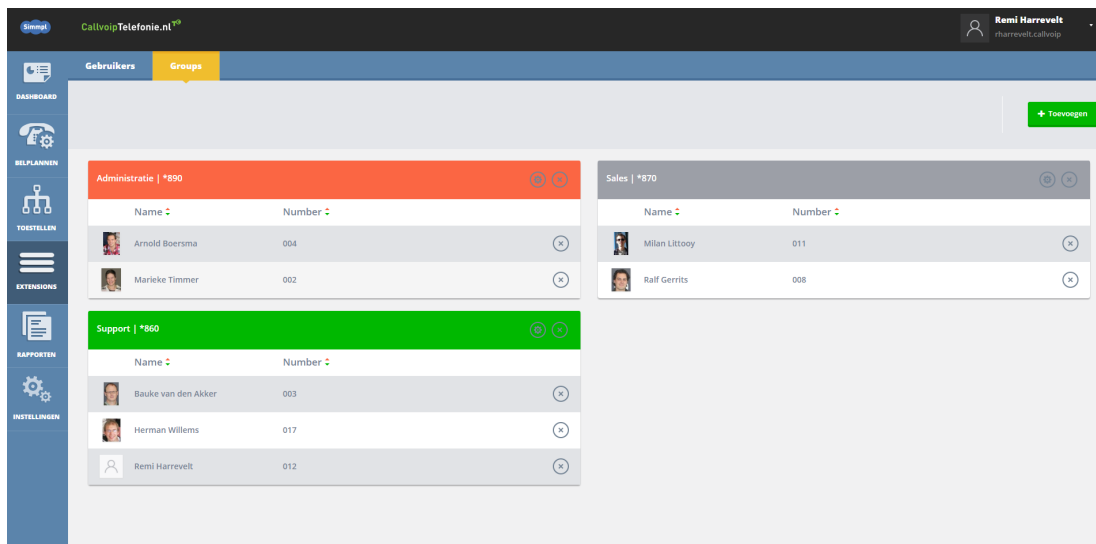 Simmpl
CallvoipTelefonie.nl
Remi Harrevelt
rharrevelt.callvoip
Gebruikers
Groups
DASHBOARD
BELPLANNEN
TOESTELLEN
EXTENSIONS
RAPPORTEN
INSTELLINGEN
+ Toevoegen
Administratie | *890
Name Number
Arnold Boersma 004
Marieke Timmer 002
Sales | *870
Name Number
Milan Littooy 011
Ralf Gerrits 008
Support | *860
Name Number
Bauke van den Akker 003
Herman Willems 017
Remi Harrevelt 012